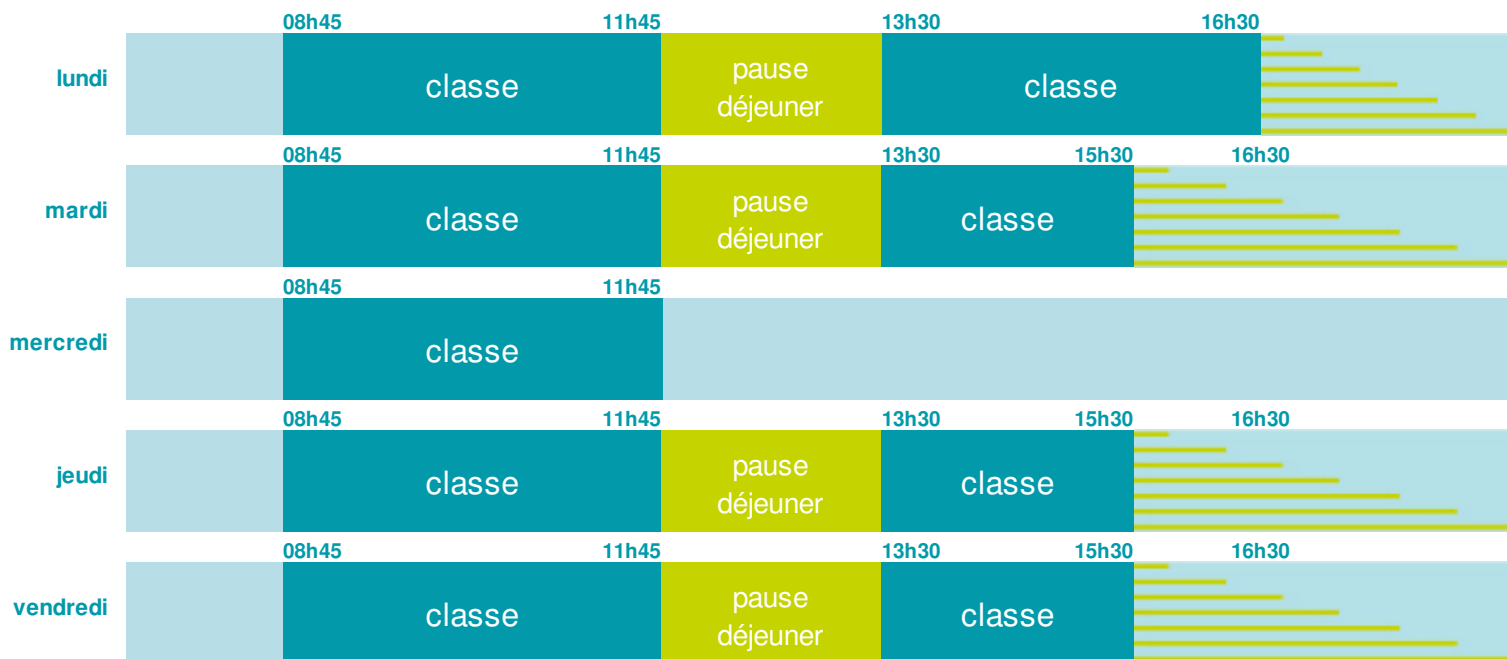 08h45 11h45 13h30 16h30
lundi classe pause déjeuner classe
08h45 11h45 13h30 15h30 16h30
mardi classe pause déjeuner classe
08h45 11h45
mercredi classe
08h45 11h45 13h30 15h30 16h30
jeudi classe pause déjeuner classe
08h45 11h45 13h30 15h30 16h30
vendredi classe pause déjeuner classe